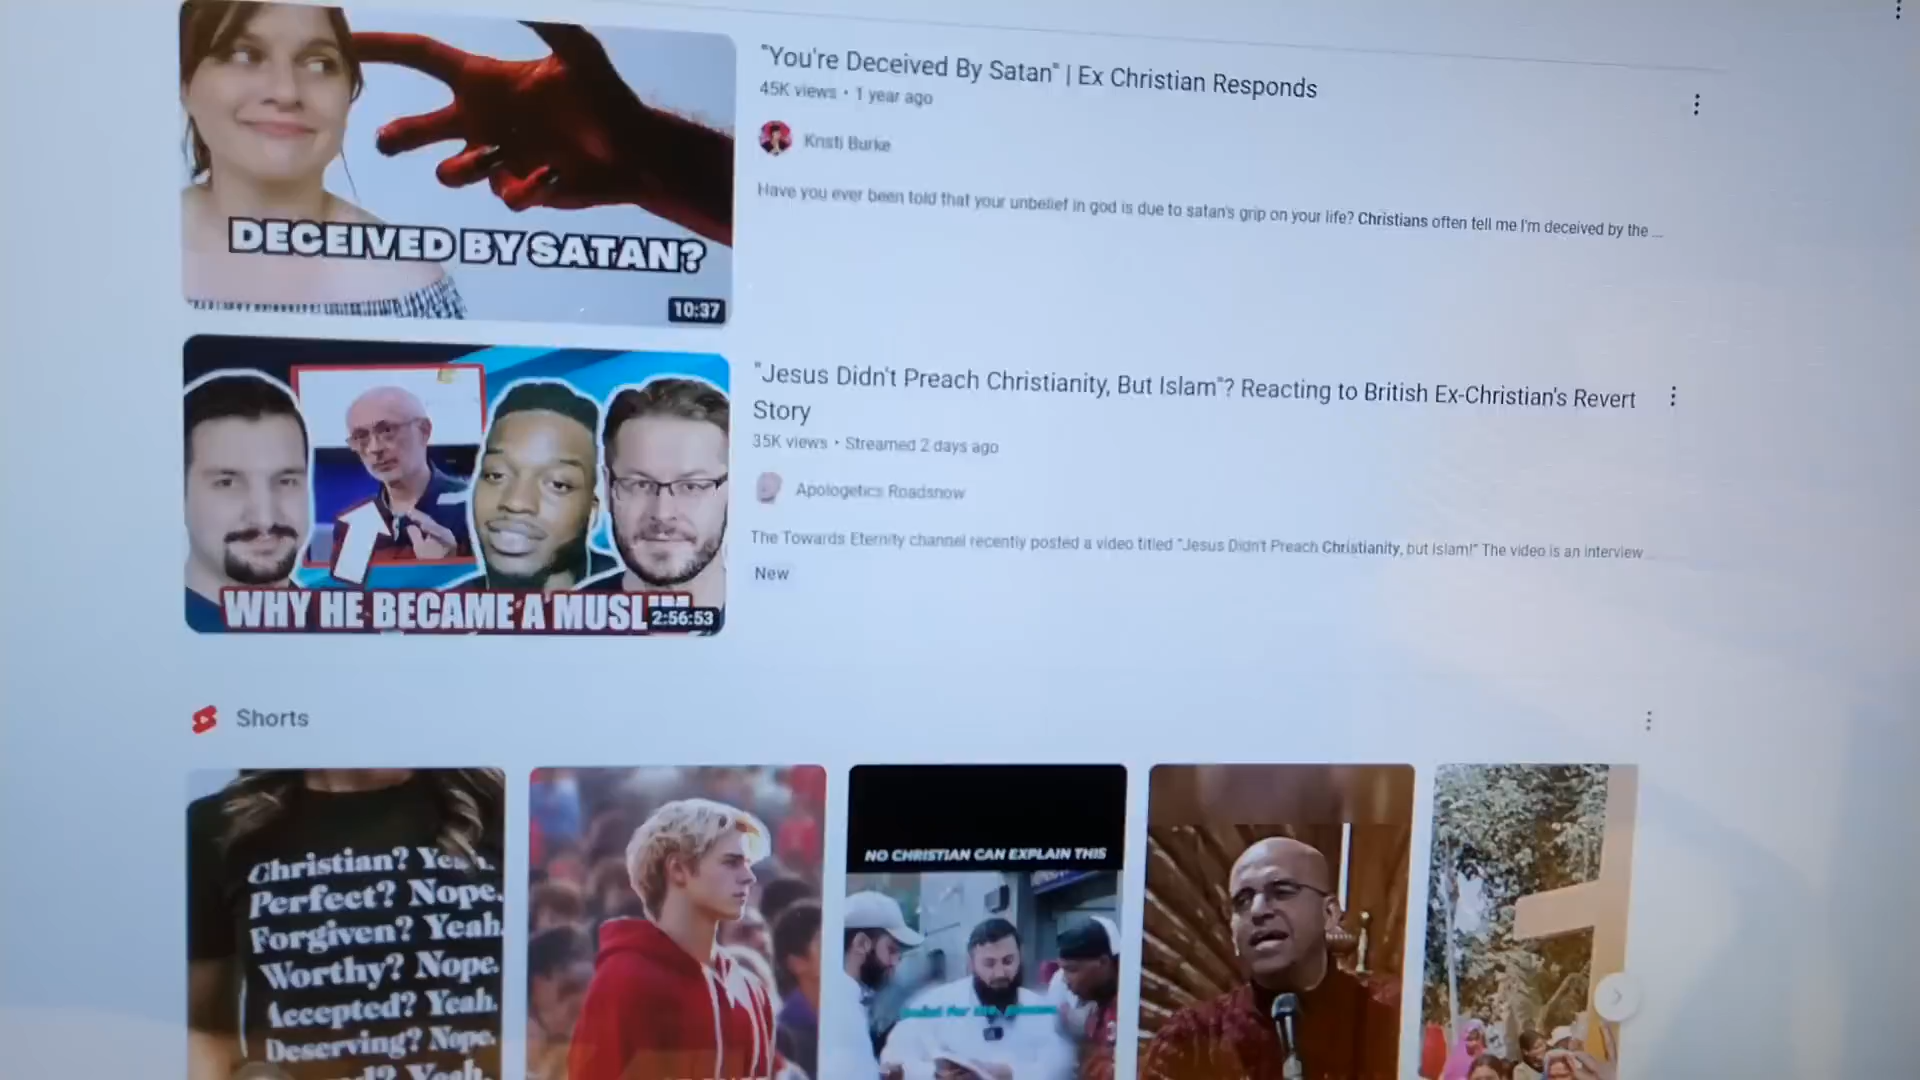 "You're Deceived By Satan" | Ex Christian Responds
45K views • 1 year ago
Kristi Burke
Have you ever been told that your unbelief in god is due to satan's grip on your life? Christians often tell me I'm deceived by the ...
DECEIVED BY SATAN?
10:37
"Jesus Didn't Preach Christianity, But Islam"? Reacting to British Ex-Christian's Revert
Story
35K views • Streamed 2 days ago
Apologetics Roadshow
The Towards Eternity channel recently posted a video titled "Jesus Didn't Preach Christianity, but Islam!" The video is an interview
New
WHY HE BECAME A
2:56:53
Shorts
Christian?
Perfect? Nope.
Forgiven? Yeah
Worthy? Nope.
Accepted? Yeah.
Deserving? Nope.
Yeah.
NO CHRISTIAN CAN EXPLAIN THIS